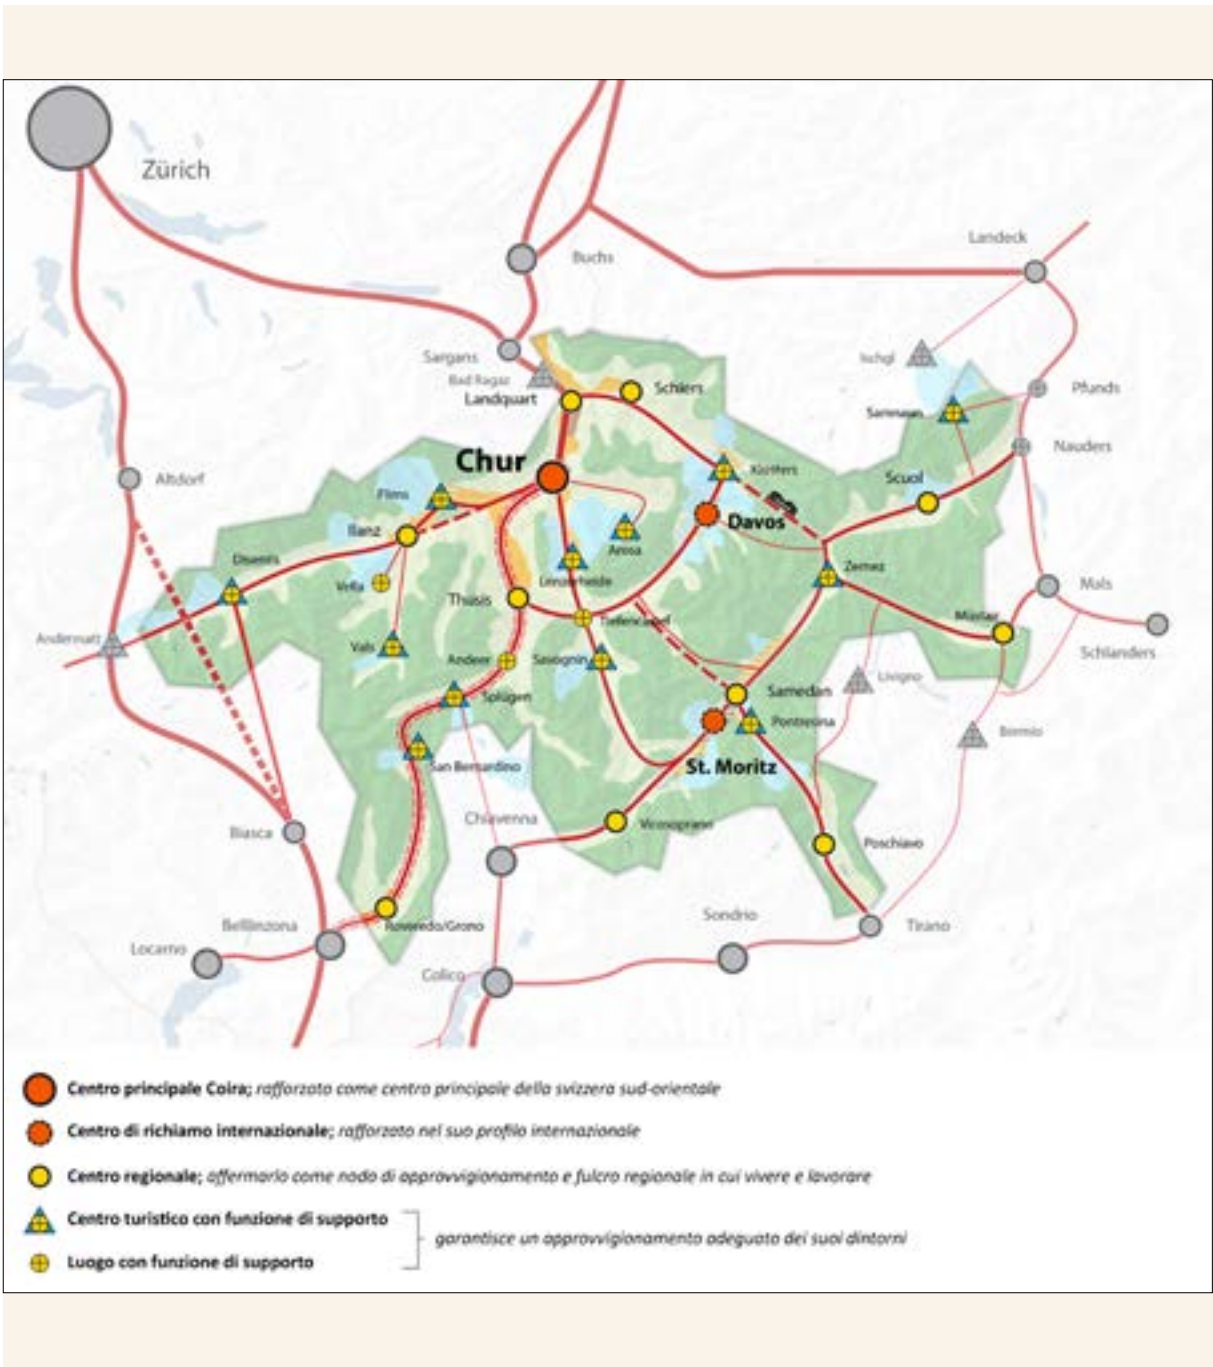 Zürich
Landeck
Buchs
Ischgl
Sargans
Bad Ragaz
Pfunds
Schiers
Landquart
Samnaun
Nauders
Chur
Klosters
Altdorf
Scuol
Flims
Davos
Ilanz
Arosa
Disentis
Zernez
Lenzerheide
Vella
Mals
Thusis
Müstair
Tiefencastel
Andermatt
Vals
Andeer
Savognin
Schlanders
Livigno
Splügen
Samedan
Pontresina
Bormio
San Bernardino
St. Moritz
Chiavenna
Vicosoprano
Biasca
Poschiavo
Sondrio
Bellinzona
Roveredo/Grono
Tirano
Locarno
Colico
Centro principale Coira; rafforzato come centro principale della svizzera sud-orientale
Centro di richiamo internazionale; rafforzato nel suo profilo internazionale
Centro regionale; affermarlo come nodo di approvvigionamento e fulcro regionale in cui vivere e lavorare
Centro turistico con funzione di supporto
garantisce un approvvigionamento adeguato dei suoi dintorni
Luogo con funzione di supporto